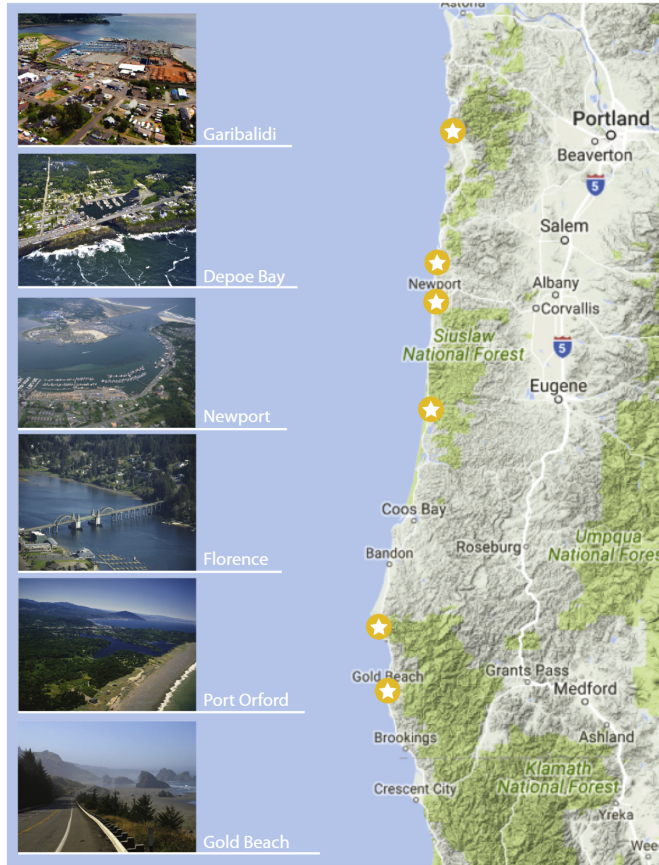 Garibalidi
Depoe Bay
Newport
Florence
Port Orford
Gold Beach
Astoria
Portland
Beaverton
5
Salem
Newport
Albany
Corvallis
Siuslaw
National Forest
5
Eugene
Coos Bay
Bandon
Roseburg
Umpqua
National Fores
Gold Beach
Grants Pass
Medford
Brookings
Ashland
Klamath
National Forest
Crescent City
Yreka
Wee